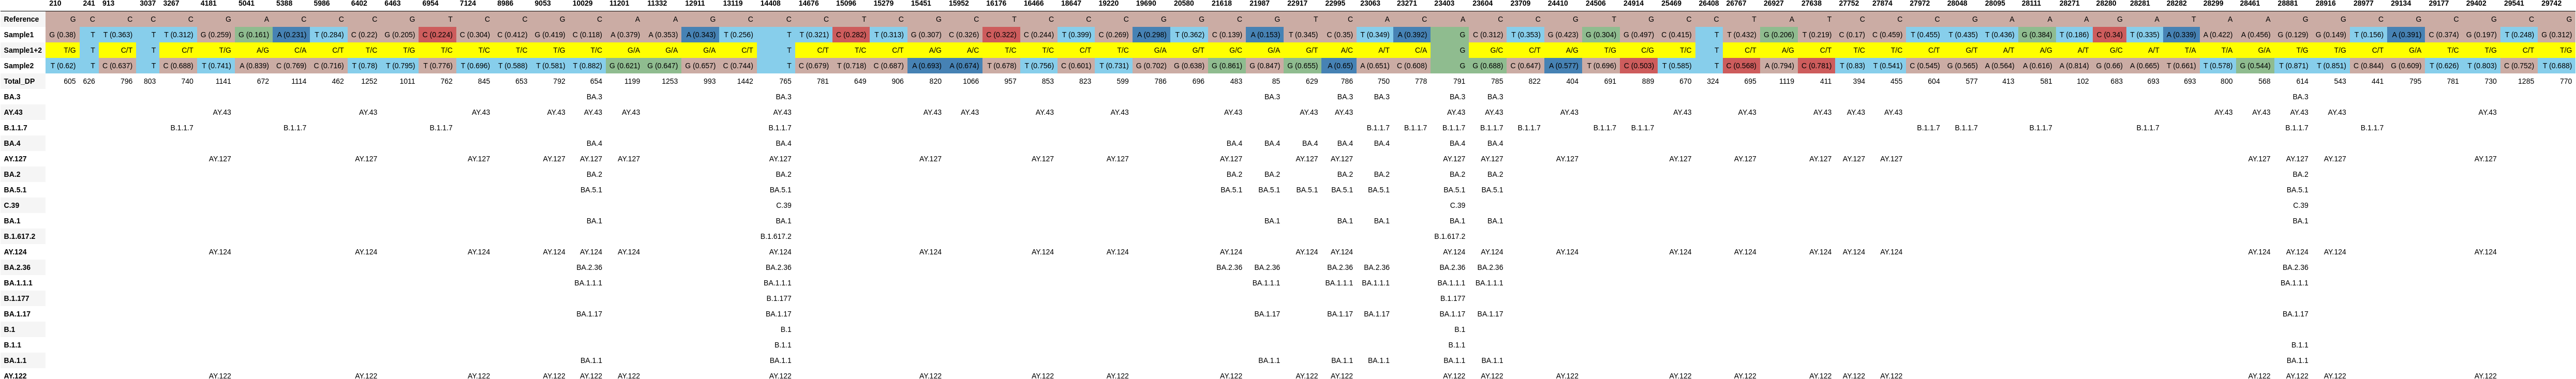 210 241 913 3037 3267 4181 5041 5388 5986 6402 6463 6954 7124 8986 9053 10029 11201 11332 12911 13119 14408 14676 15096 15279 15451 15952 16176 16466 18647 19220 19690 20580 21618 21987 22917 22995 23063 23271 23403 23604 23709 24410 24506 24914 25469 26408 26767 26927 27638 27752 27874 27972 28048 28095 28111 28271 28280 28281 28282 28299 28461 28881 28916 28977 29134 29177 29402 29541 29742
Reference G C C C C G A C C C G T C G G C A A G C C C C C G C T C C C G G C G T C A C A C C G T G C C T A T C C C G A A A G A T A A G G C G C G C G
Sample1 G (0.38) T T (0.363) T T (0.312) G (0.259) G (0.161) A (0.231) T (0.284) C (0.22) G (0.205) C (0.224) C (0.304) C (0.412) G (0.419) C (0.118) A (0.379) A (0.353) A (0.343) T (0.256) T T (0.321) C (0.282) T (0.313) G (0.307) C (0.326) C (0.322) C (0.244) T (0.399) C (0.269) A (0.298) T (0.362) C (0.139) A (0.153) T (0.345) C (0.35) T (0.349) A (0.392) G C (0.312) T (0.353) G (0.423) G (0.304) G (0.497) C (0.415) T T (0.432) G (0.206) T (0.219) C (0.17) C (0.459) T (0.455) T (0.435) T (0.436) G (0.384) T (0.186) C (0.34) T (0.335) A (0.339) A (0.422) A (0.456) G (0.129) G (0.149) T (0.156) A (0.391) C (0.374) G (0.197) T (0.248) G (0.312)
Sample1+2 T/G T C/T T C/T T/G A/G C/A C/T T/C T/G T/C T/C C/T T/G T/C G/A G/A G/A C/T T C/T T/C C/T A/G A/C T/C T/C C/T T/C G/A G/T G/C G/A G/T A/C A/T C/A G G/C C/T A/G T/G C/G T/C T C/T A/G C/T T/C T/C C/T G/T A/T A/G A/T G/C A/T T/A T/A G/A T/G T/G C/T G/A T/C T/G C/T T/G
Sample2 T (0.62) T C (0.637) T C (0.688) T (0.741) A (0.839) C (0.769) C (0.716) T (0.78) T (0.795) T (0.776) T (0.696) T (0.588) T (0.581) T (0.882) G (0.621) G (0.647) G (0.657) C (0.744) T C (0.679) T (0.718) C (0.687) A (0.693) A (0.674) T (0.678) T (0.756) C (0.601) T (0.731) G (0.702) G (0.638) G (0.861) G (0.847) G (0.655) A (0.65) A (0.651) C (0.608) G G (0.688) C (0.647) A (0.577) T (0.696) C (0.503) T (0.585) T C (0.568) A (0.794) C (0.781) T (0.83) T (0.541) C (0.545) G (0.565) A (0.564) A (0.616) A (0.814) G (0.66) A (0.665) T (0.661) T (0.578) G (0.544) T (0.871) T (0.851) C (0.844) G (0.609) T (0.626) T (0.803) C (0.752) T (0.688)
Total_DP 605 626 796 803 740 1141 672 1114 462 1252 1011 762 845 653 792 654 1199 1253 993 1442 765 781 649 906 820 1066 957 853 823 599 786 696 483 85 629 786 750 778 791 785 822 404 691 889 670 324 695 1119 411 394 455 604 577 413 581 102 683 693 693 800 568 614 543 441 795 781 730 1285 770
BA.3 BA.3 BA.3 BA.3 BA.3 BA.3 BA.3 BA.3 BA.3
AY.43 AY.43 AY.43 AY.43 AY.43 AY.43 AY.43 AY.43 AY.43 AY.43 AY.43 AY.43 AY.43 AY.43 AY.43 AY.43 AY.43 AY.43 AY.43 AY.43 AY.43 AY.43 AY.43 AY.43 AY.43 AY.43 AY.43 AY.43
B.1.1.7 B.1.1.7 B.1.1.7 B.1.1.7 B.1.1.7 B.1.1.7 B.1.1.7 B.1.1.7 B.1.1.7 B.1.1.7 B.1.1.7 B.1.1.7 B.1.1.7 B.1.1.7 B.1.1.7 B.1.1.7 B.1.1.7 B.1.1.7
BA.4 BA.4 BA.4 BA.4 BA.4 BA.4 BA.4 BA.4 BA.4 BA.4
AY.127 AY.127 AY.127 AY.127 AY.127 AY.127 AY.127 AY.127 AY.127 AY.127 AY.127 AY.127 AY.127 AY.127 AY.127 AY.127 AY.127 AY.127 AY.127 AY.127 AY.127 AY.127 AY.127 AY.127 AY.127 AY.127
BA.2 BA.2 BA.2 BA.2 BA.2 BA.2 BA.2 BA.2 BA.2 BA.2
BA.5.1 BA.5.1 BA.5.1 BA.5.1 BA.5.1 BA.5.1 BA.5.1 BA.5.1 BA.5.1 BA.5.1 BA.5.1
C.39 C.39 C.39 C.39
BA.1 BA.1 BA.1 BA.1 BA.1 BA.1 BA.1 BA.1 BA.1
B.1.617.2 B.1.617.2 B.1.617.2
AY.124 AY.124 AY.124 AY.124 AY.124 AY.124 AY.124 AY.124 AY.124 AY.124 AY.124 AY.124 AY.124 AY.124 AY.124 AY.124 AY.124 AY.124 AY.124 AY.124 AY.124 AY.124 AY.124 AY.124 AY.124 AY.124
BA.2.36 BA.2.36 BA.2.36 BA.2.36 BA.2.36 BA.2.36 BA.2.36 BA.2.36 BA.2.36 BA.2.36
BA.1.1.1 BA.1.1.1 BA.1.1.1 BA.1.1.1 BA.1.1.1 BA.1.1.1 BA.1.1.1 BA.1.1.1 BA.1.1.1
B.1.177 B.1.177 B.1.177
BA.1.17 BA.1.17 BA.1.17 BA.1.17 BA.1.17 BA.1.17 BA.1.17 BA.1.17 BA.1.17
B.1 B.1 B.1
B.1.1 B.1.1 B.1.1 B.1.1
BA.1.1 BA.1.1 BA.1.1 BA.1.1 BA.1.1 BA.1.1 BA.1.1 BA.1.1 BA.1.1
AY.122 AY.122 AY.122 AY.122 AY.122 AY.122 AY.122 AY.122 AY.122 AY.122 AY.122 AY.122 AY.122 AY.122 AY.122 AY.122 AY.122 AY.122 AY.122 AY.122 AY.122 AY.122 AY.122 AY.122 AY.122 AY.122